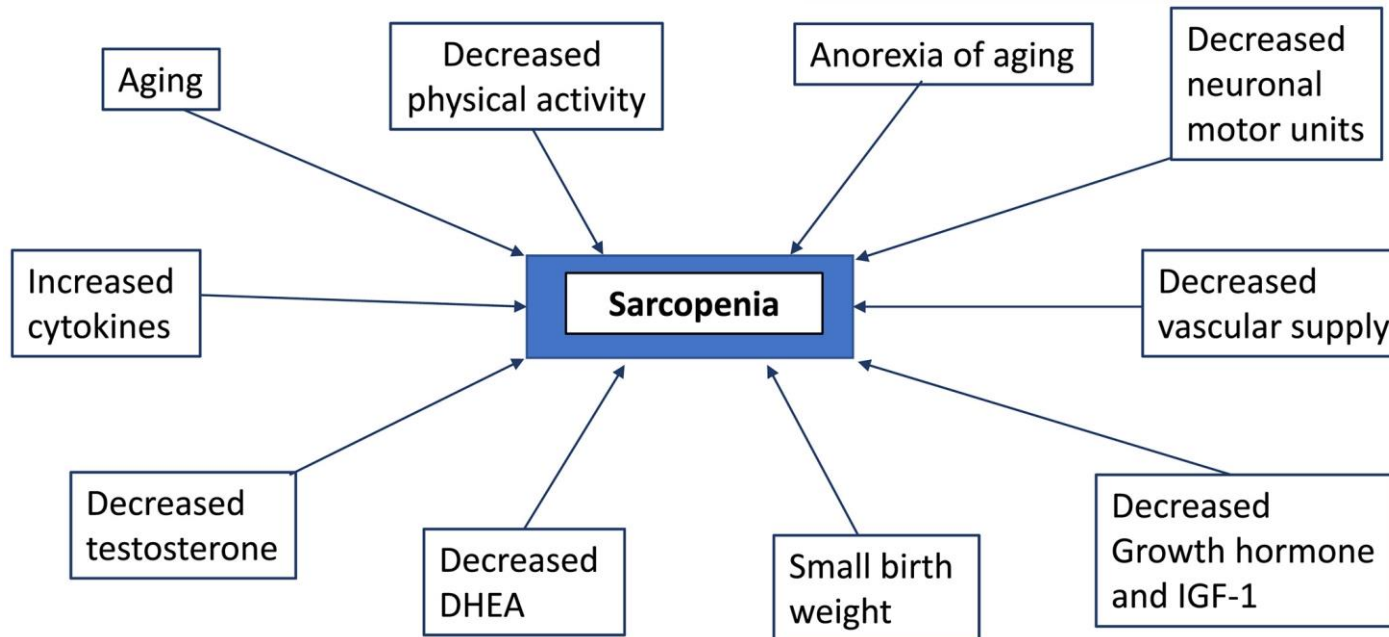 Aging
Decreased
physical activity
Anorexia of aging
Decreased
neuronal
motor units
Increased
cytokines
Sarcopenia
Decreased
vascular supply
Decreased
testosterone
Decreased
DHEA
Small birth
weight
Decreased
Growth hormone
and IGF-1